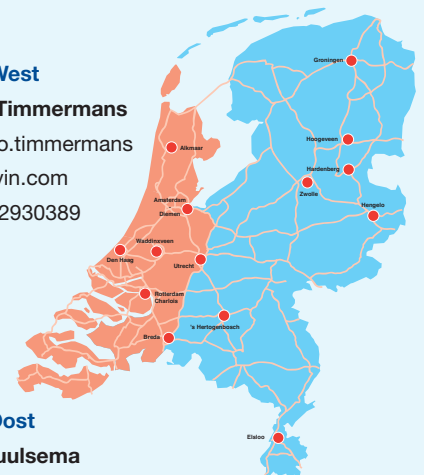 West
Timmermans
o.timmermans
vin.com
2930389
Groningen
Hoogeveen
Hardenberg
Zwolle
Hengelo
Alkmaar
Amsterdam
Diemen
Waddinxveen
Den Haag
Utrecht
Rotterdam
Charlois
's Hertogenbosch
Breda
Elsloo
Oost
uulsema